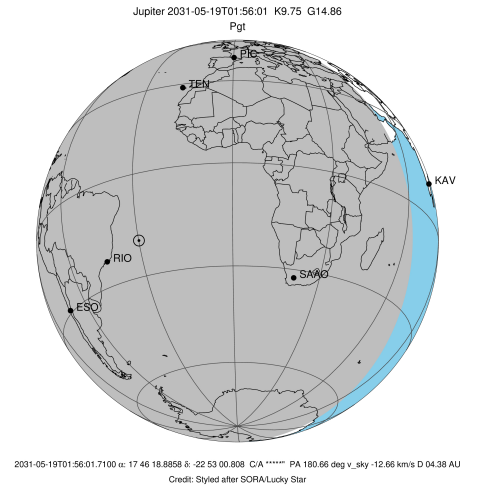 Jupiter 2031-05-19T01:56:01 K9.75 G14.86
Pgt
PIC
TEN
KAV
RIO
SAAO
ESO
2031-05-19T01:56:01.7100 α: 17 46 18.8858 δ: -22 53 00.808 C/A *****" PA 180.66 deg v_sky -12.66 km/s D 04.38 AU
Credit: Styled after SORA/Lucky Star